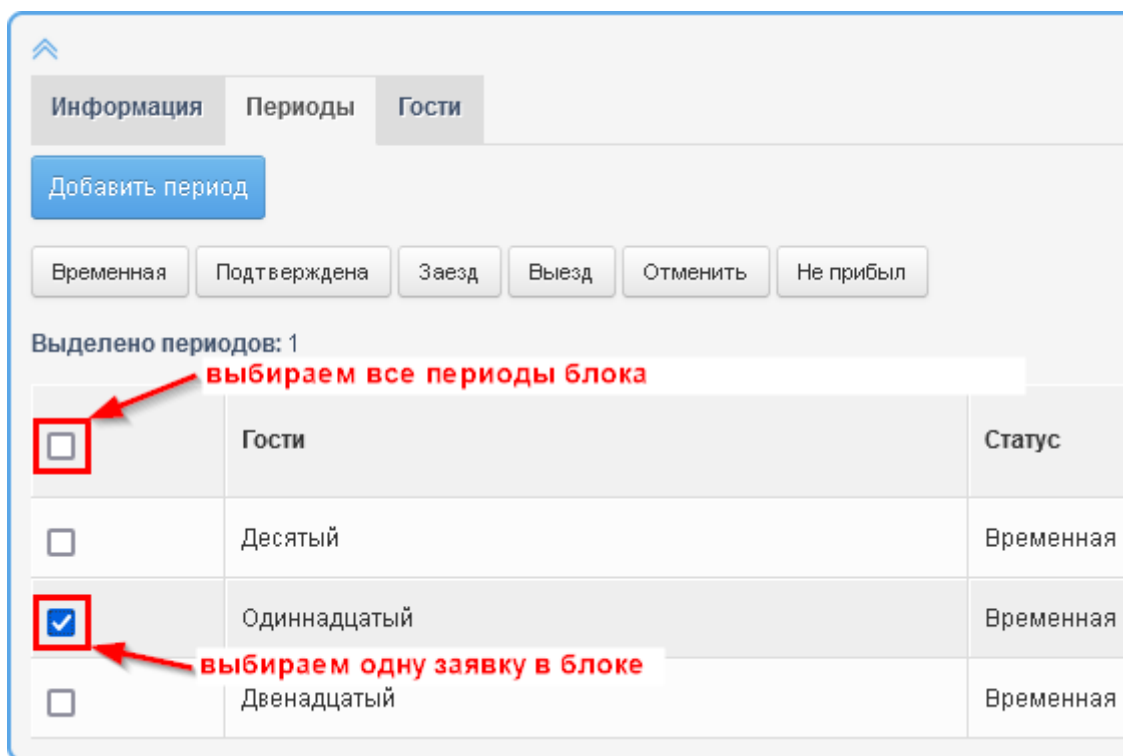 Информация Периоды Гости
Добавить период
Временная Подтверждена Заезд Выезд Отменить Не прибыл
Выделено периодов: 1
выбираем все периоды блока
Гости Статус
Десятый Временная
Одиннадцатый Временная
выбираем одну заявку в блоке
Двенадцатый Временная